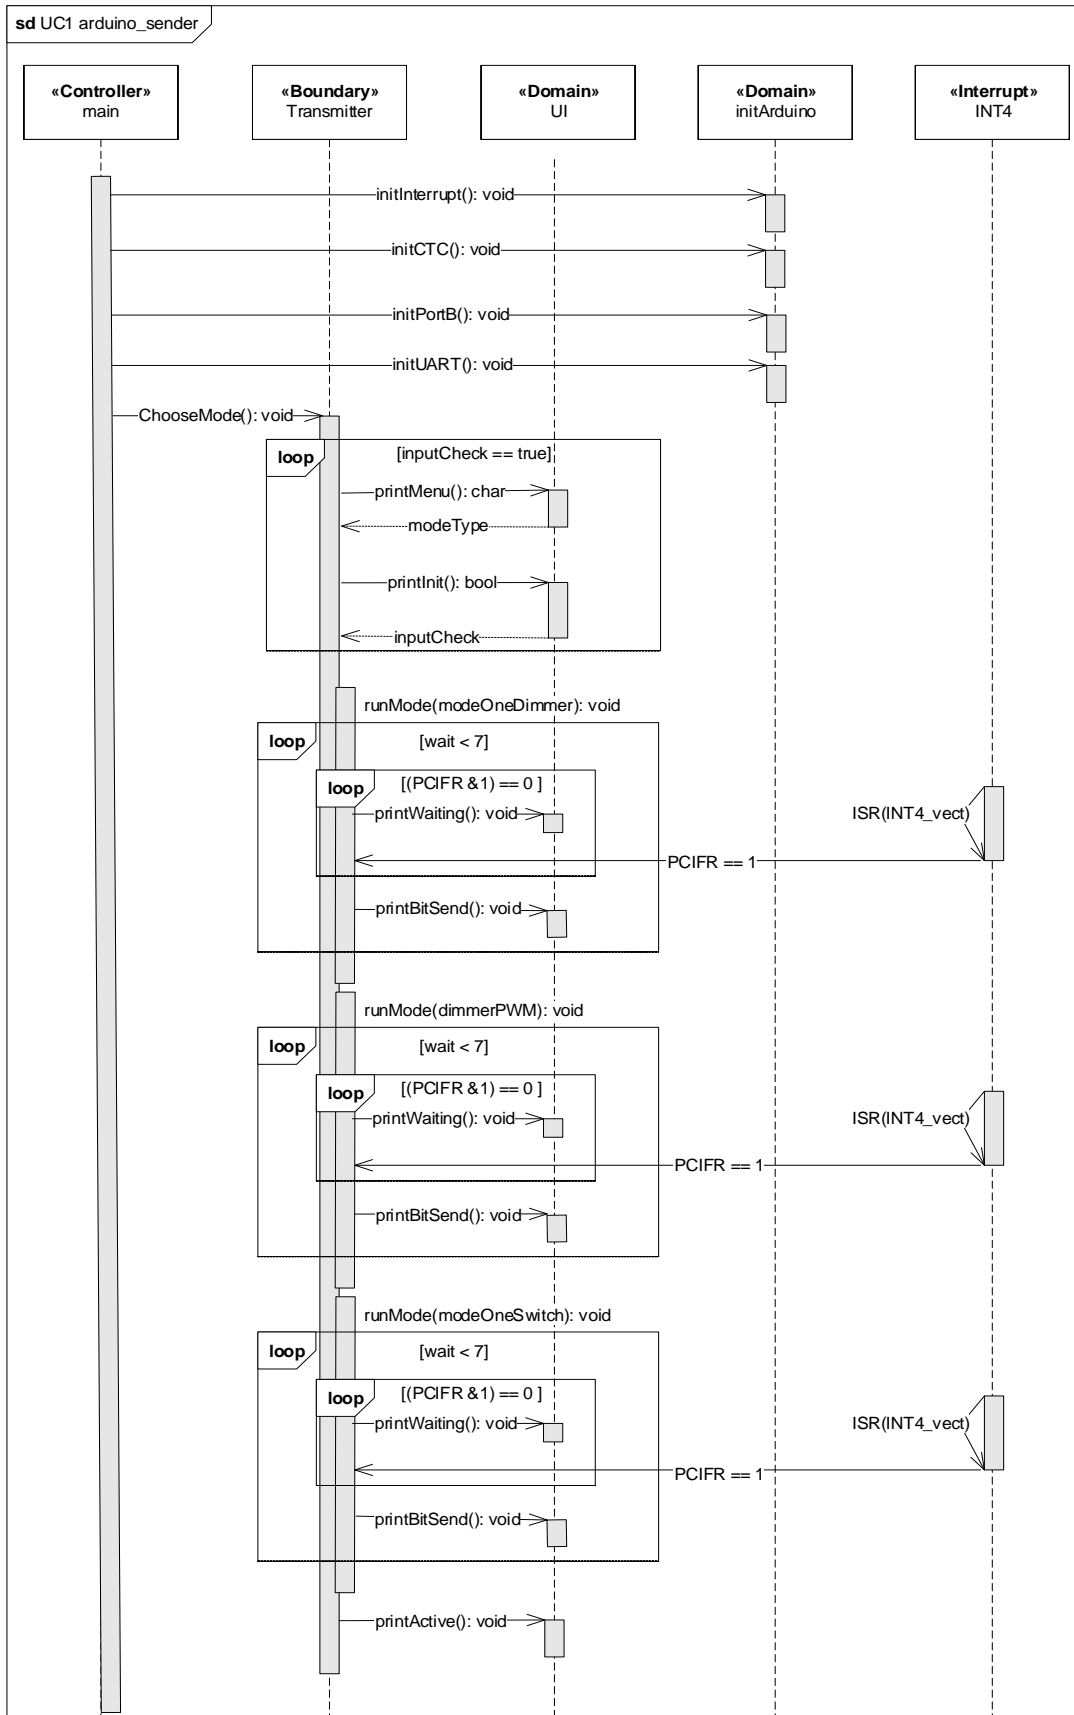 sd UC1 arduino_sender
«Controller»
main
«Boundary»
Transmitter
«Domain»
UI
«Domain»
initArduino
«Interrupt»
INT4
initInterrupt(): void
initCTC(): void
initPortB(): void
initUART(): void
ChooseMode(): void
loop
[inputCheck == true]
printMenu(): char
modeType
printInit(): bool
inputCheck
runMode(modeOneDimmer): void
loop
[wait < 7]
loop
[(PCIFR &1) == 0 ]
printWaiting(): void
ISR(INT4_vect)
PCIFR == 1
printBitSend(): void
runMode(dimmerPWM): void
loop
[wait < 7]
loop
[(PCIFR &1) == 0 ]
printWaiting(): void
ISR(INT4_vect)
PCIFR == 1
printBitSend(): void
runMode(modeOneSwitch): void
loop
[wait < 7]
loop
[(PCIFR &1) == 0 ]
printWaiting(): void
ISR(INT4_vect)
PCIFR == 1
printBitSend(): void
printActive(): void